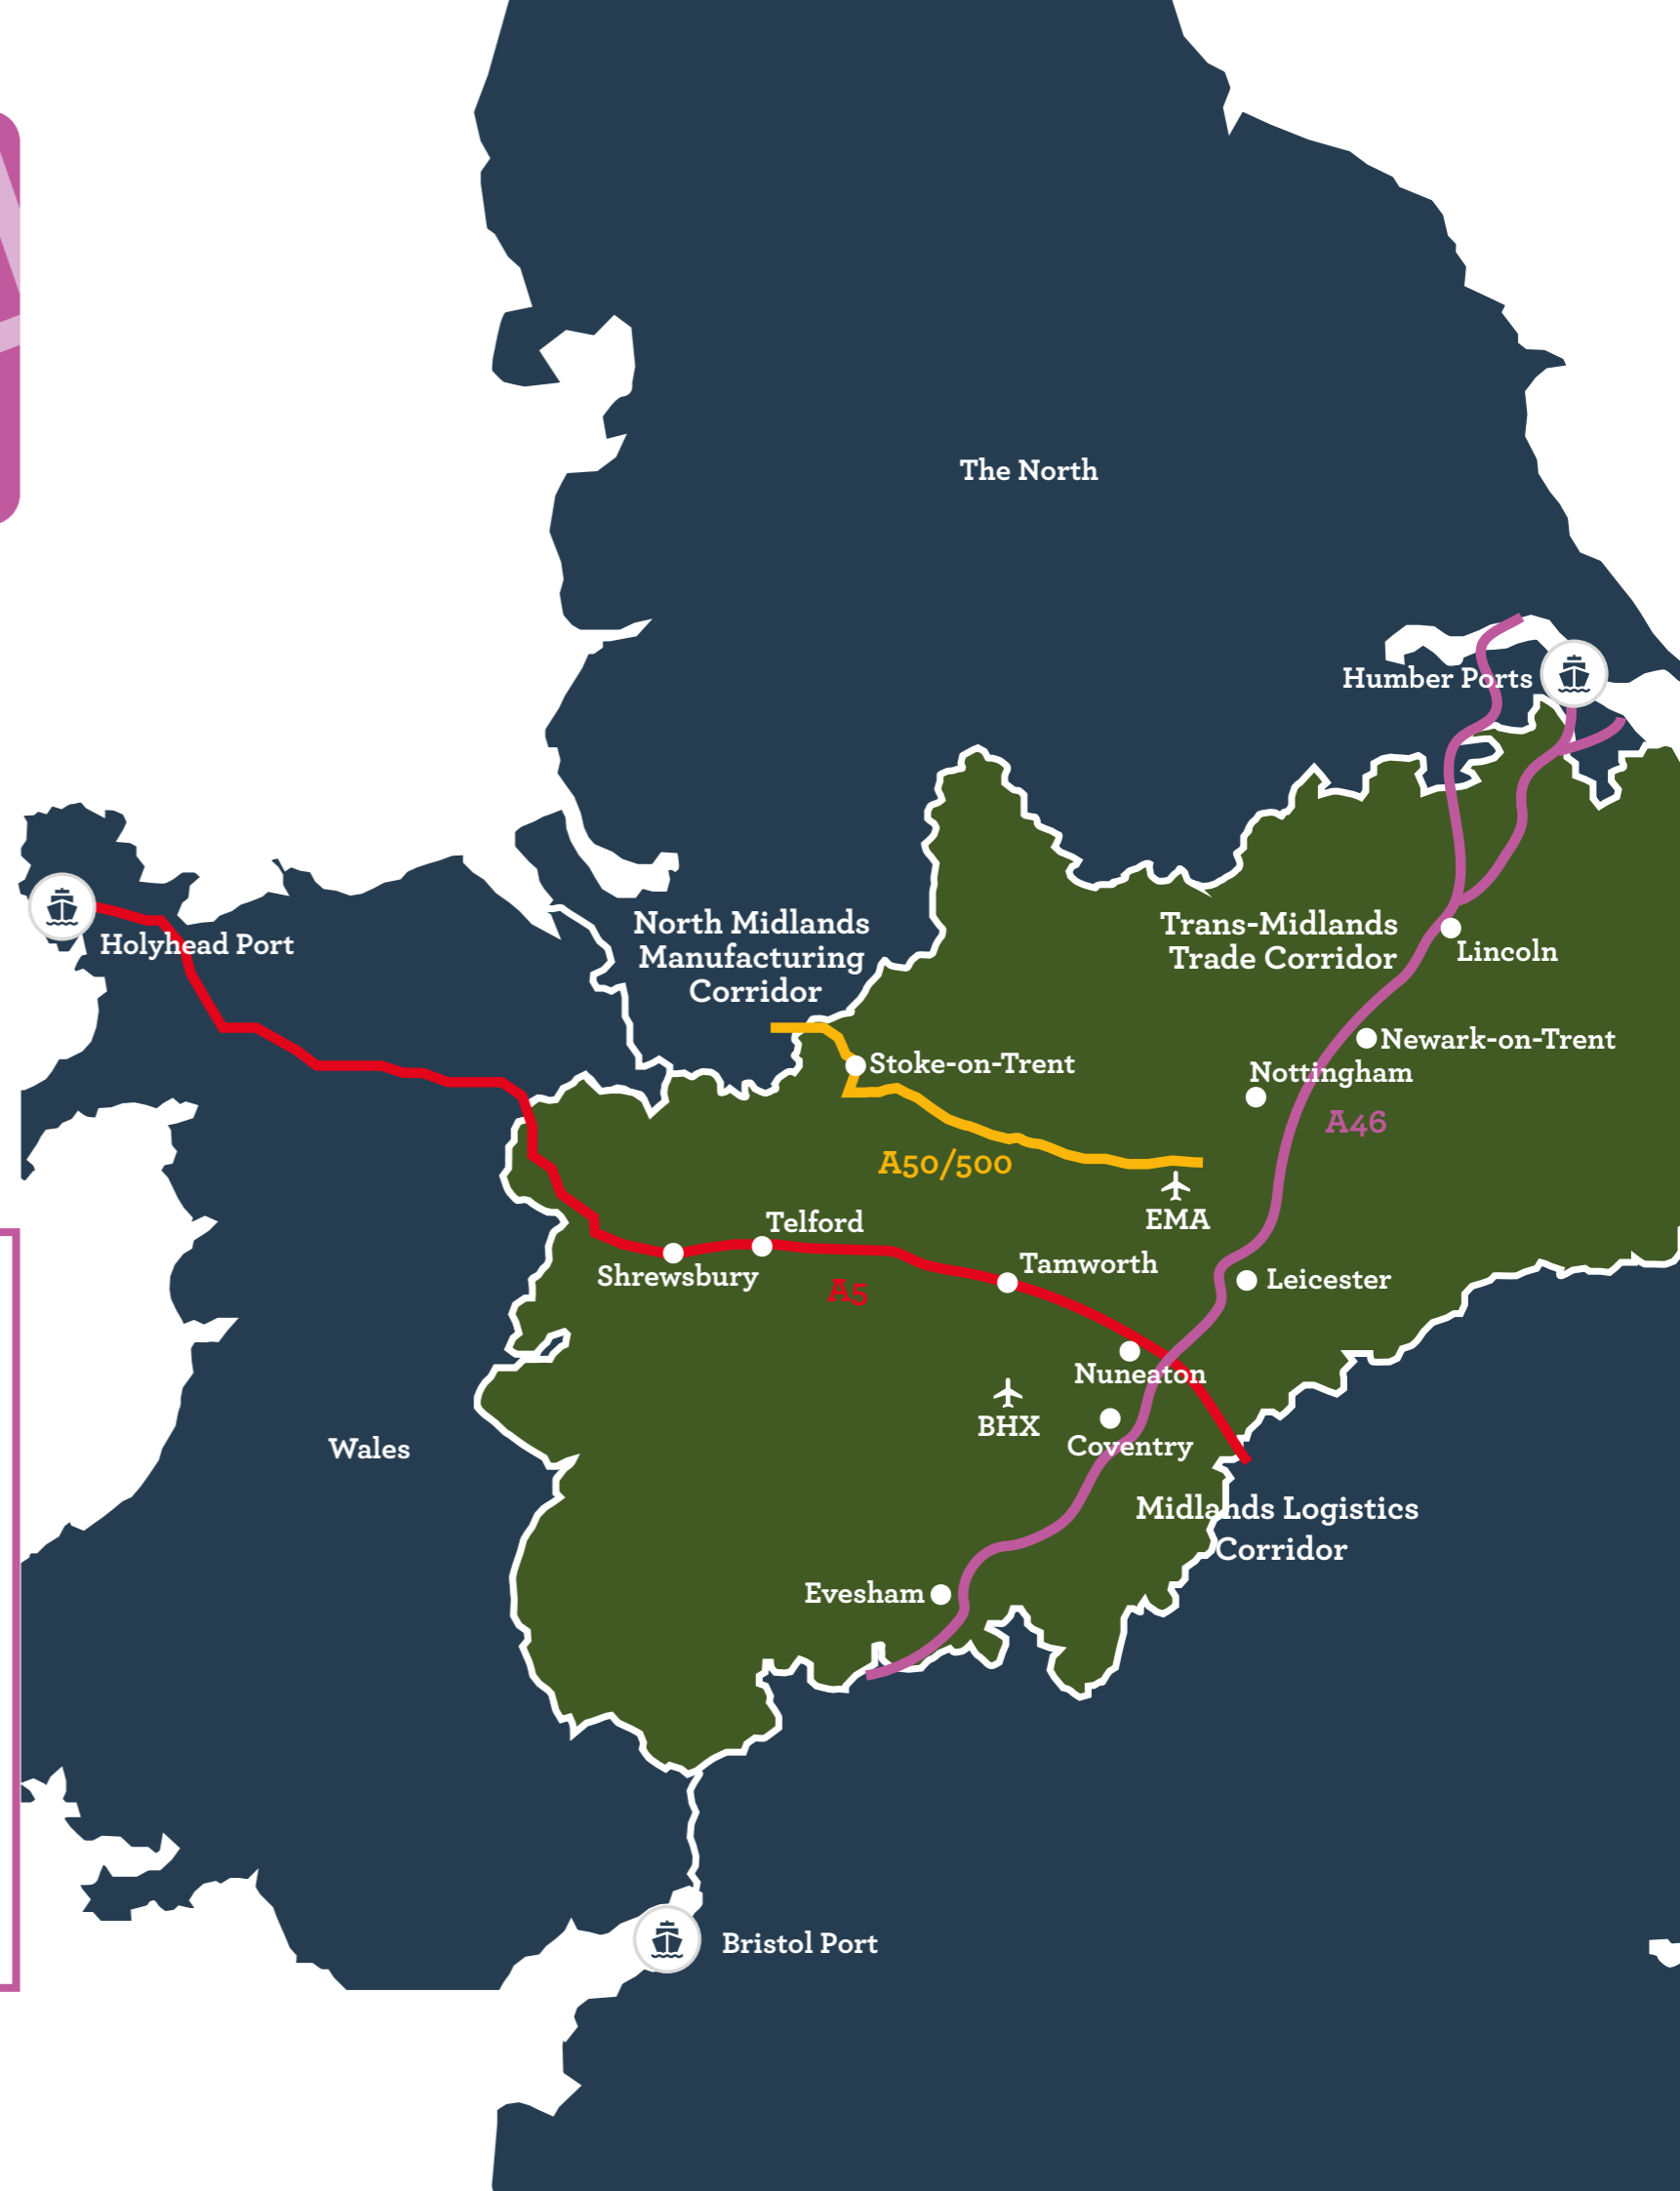 The North
Humber Ports
Holyhead Port
North Midlands
Manufacturing
Corridor
Trans-Midlands
Trade Corridor
Lincoln
Stoke-on-Trent
Newark-on-Trent
Nottingham
A46
A50/500
EMA
Telford
Shrewsbury
A5
Tamworth
Leicester
Nuneaton
BHX
Coventry
Wales
Midlands Logistics
Corridor
Evesham
Bristol Port